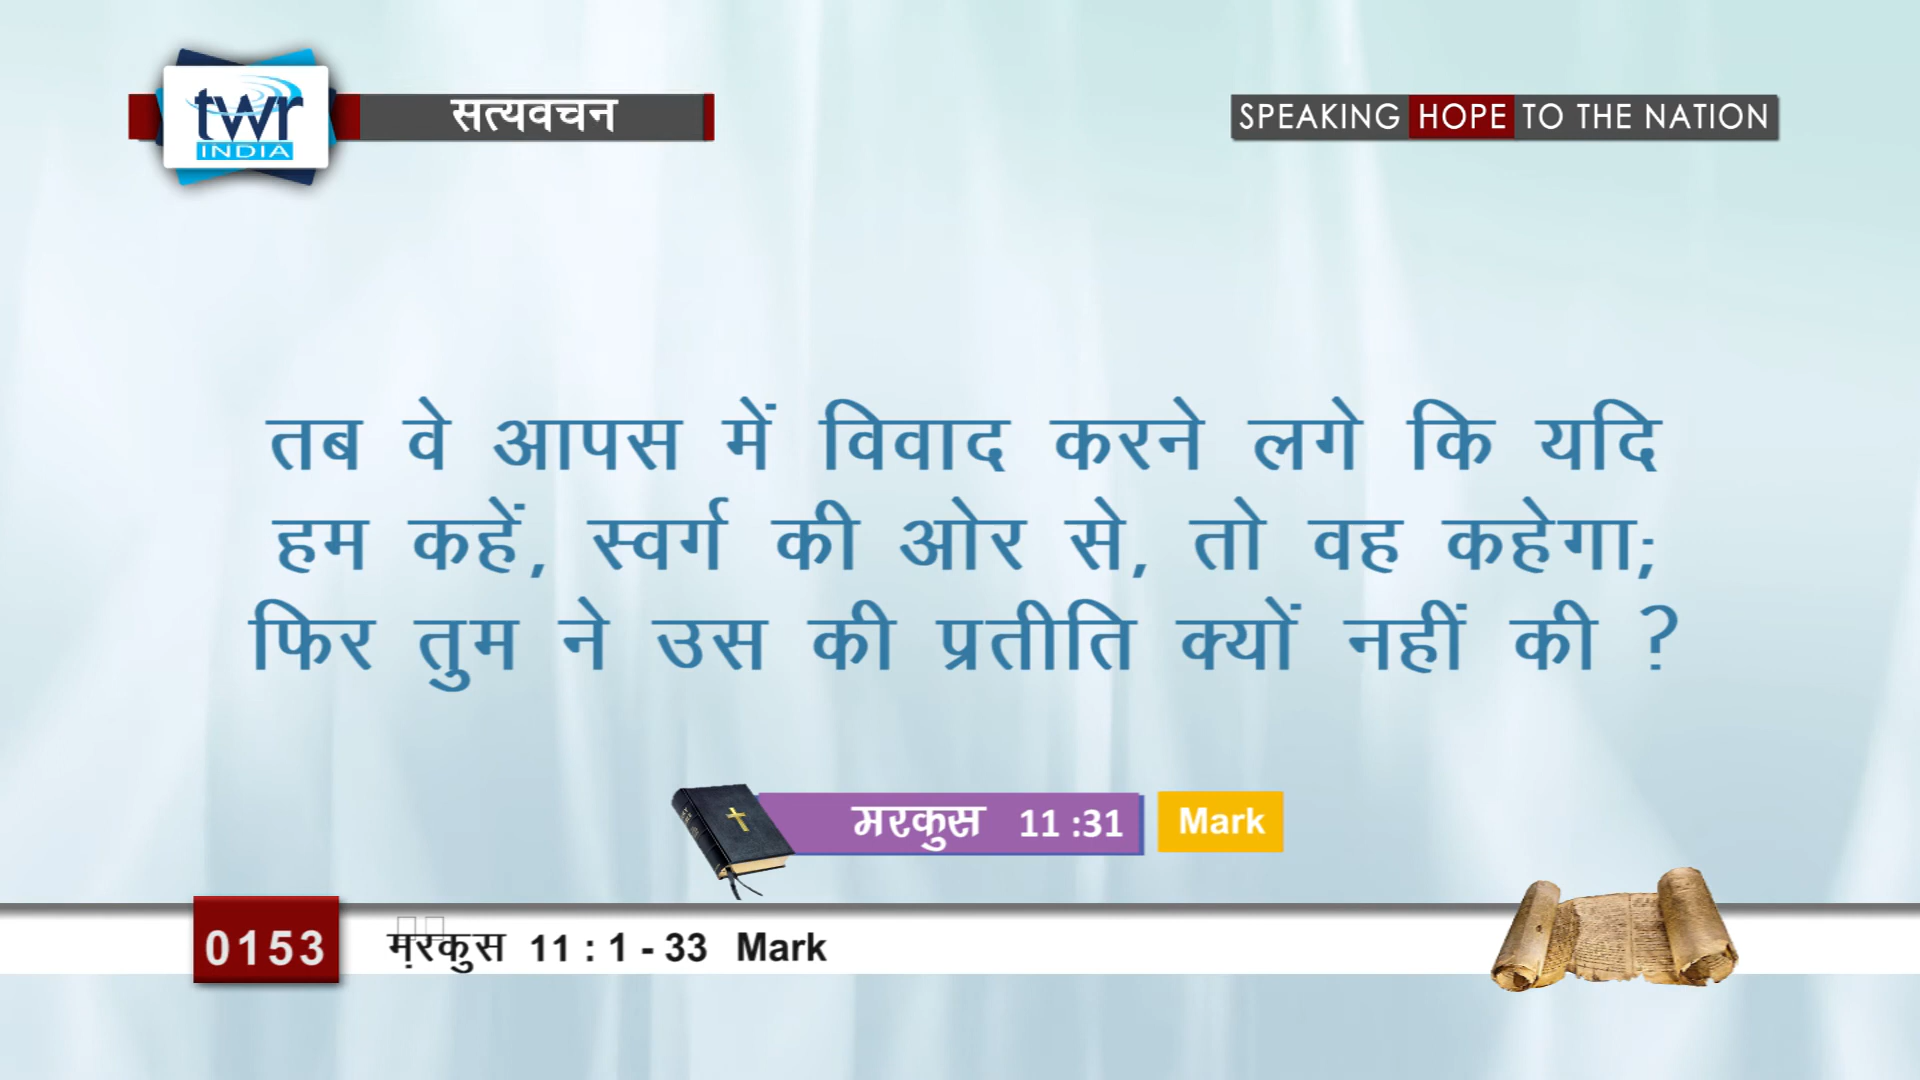 twr
INDIA
सत्यवचन
SPEAKING HOPE TO THE NATION
तब वे आपस में विवाद करने लगे कि यदि
हम कहें, स्वर्ग की ओर से, तो वह कहेगा;
फिर तुम ने उस की प्रतीति क्यों नहीं की ?
मरकुस 11 :31 Mark
0153 म़रकुस 11 : 1 - 33 Mark